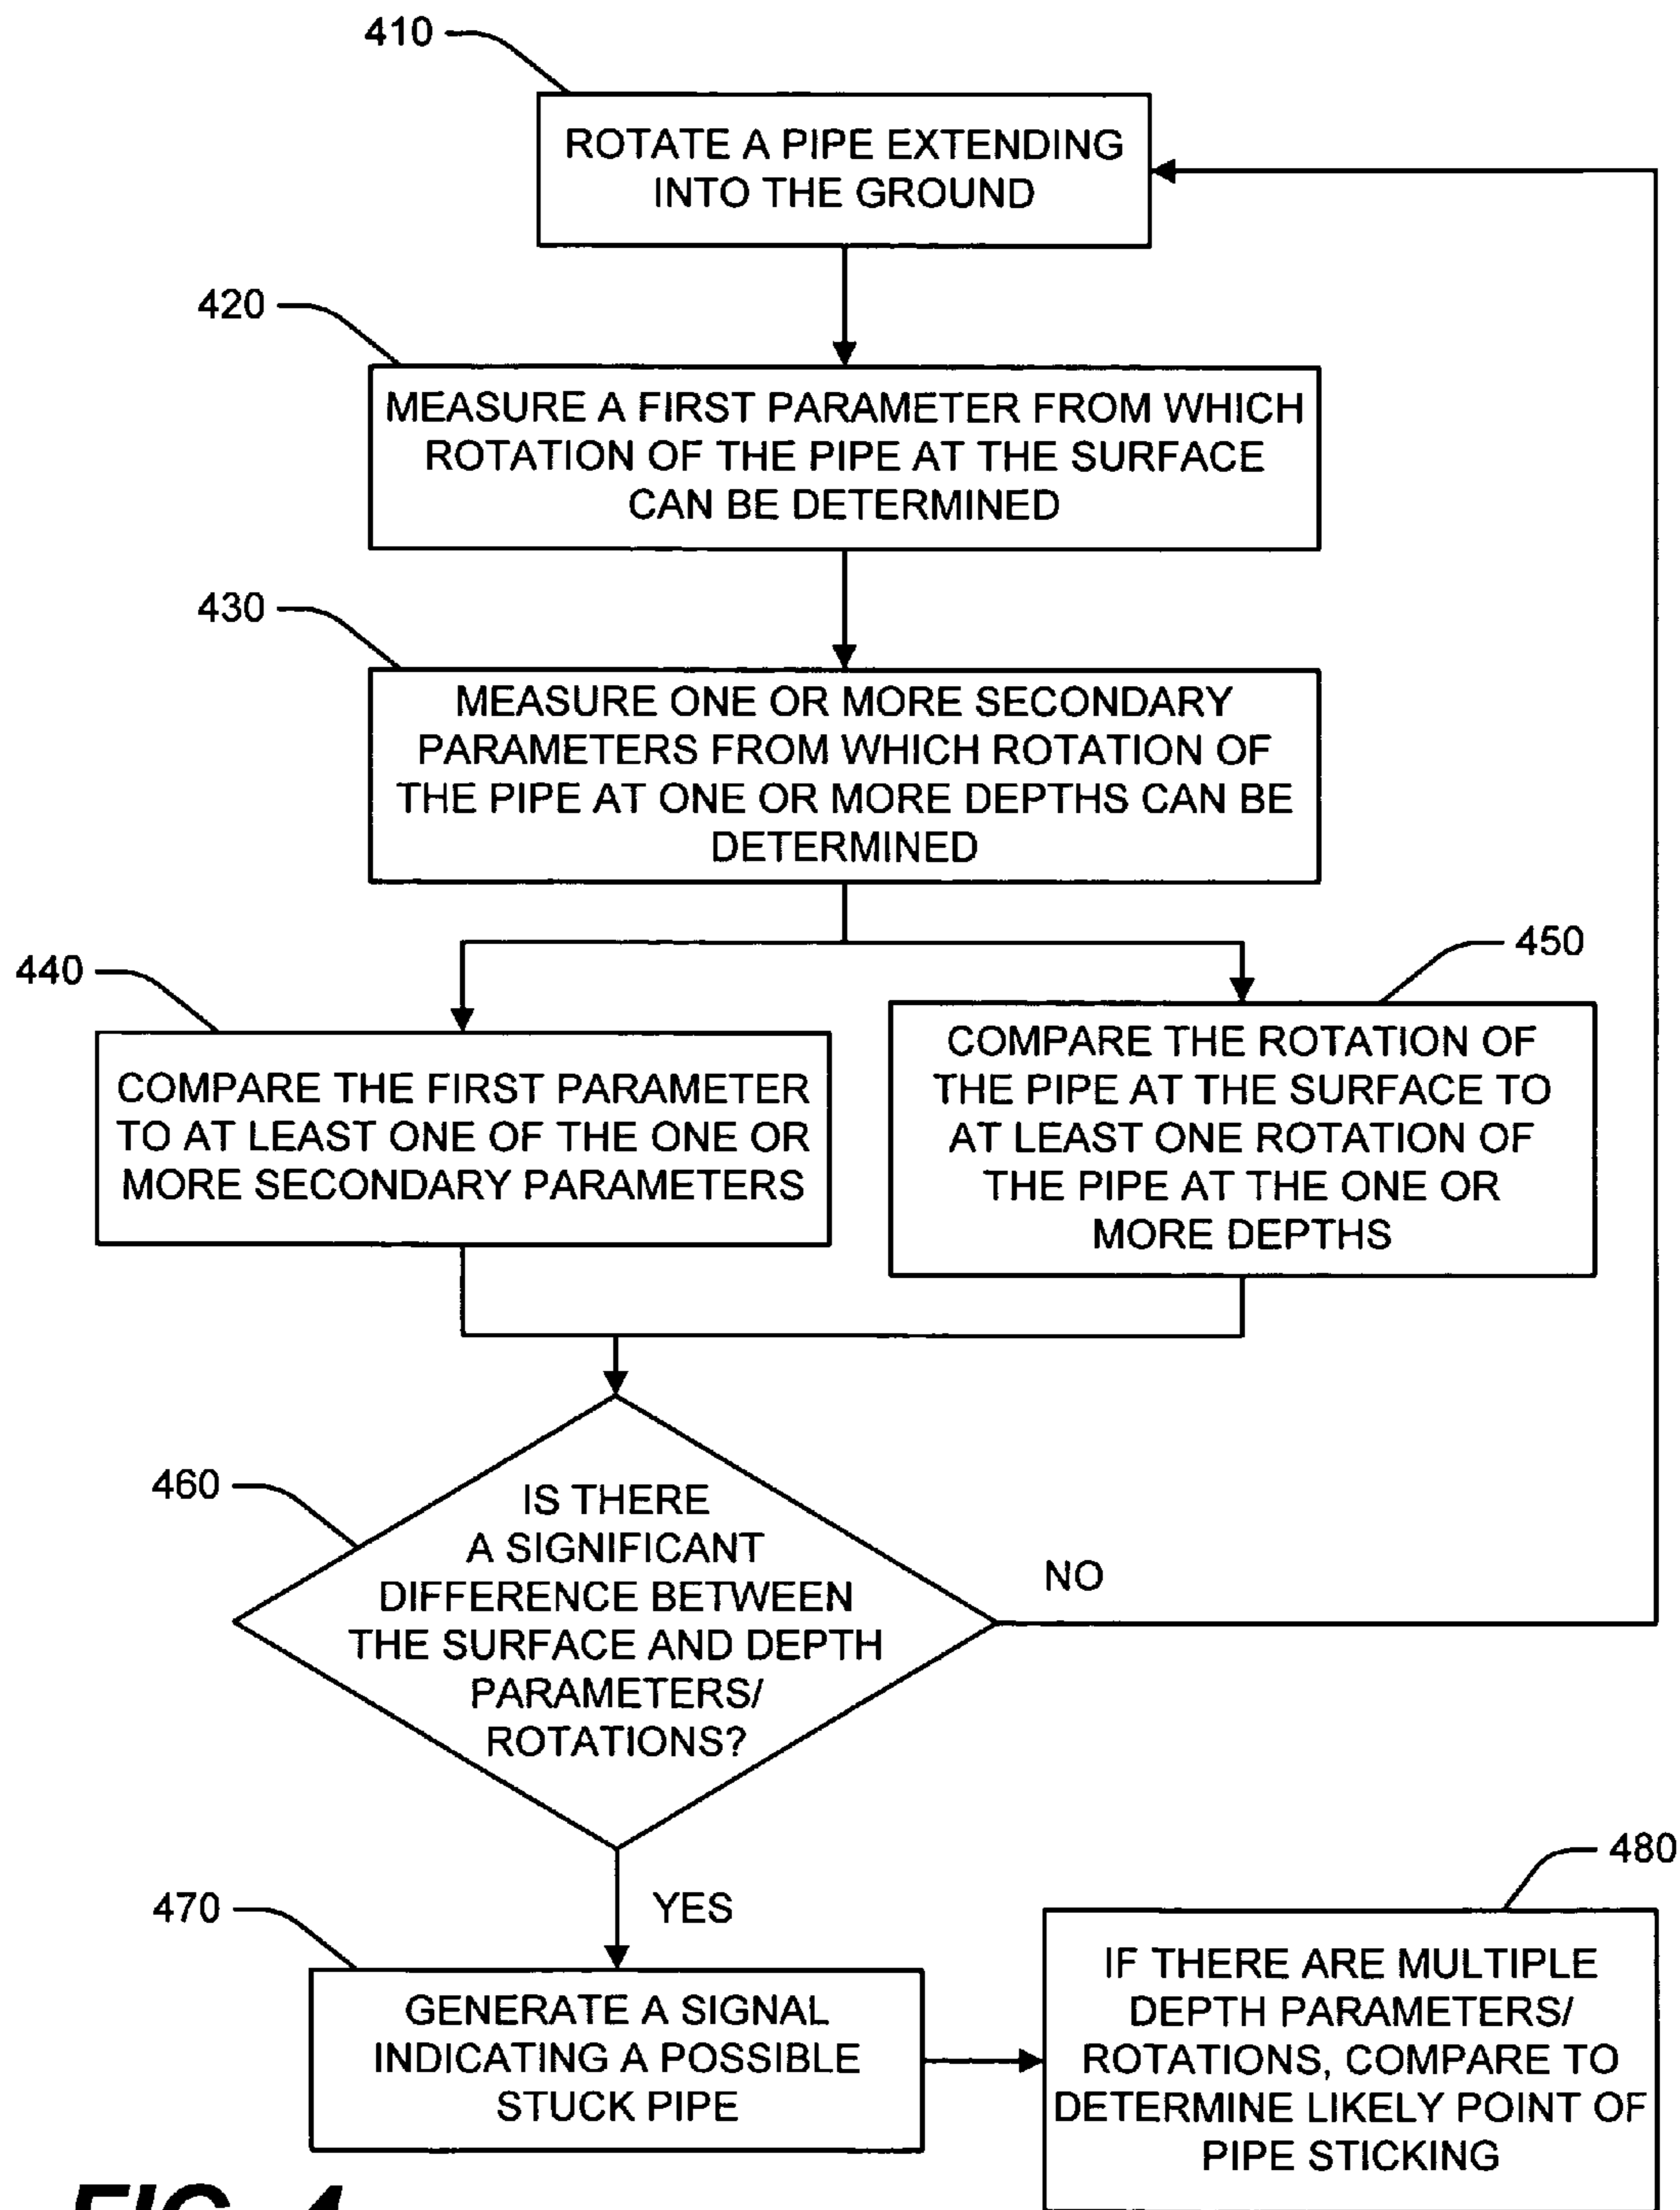 410
ROTATE A PIPE EXTENDING
INTO THE GROUND
420
MEASURE A FIRST PARAMETER FROM WHICH
ROTATION OF THE PIPE AT THE SURFACE
CAN BE DETERMINED
430
MEASURE ONE OR MORE SECONDARY
PARAMETERS FROM WHICH ROTATION OF
THE PIPE AT ONE OR MORE DEPTHS CAN BE
DETERMINED
440
COMPARE THE FIRST PARAMETER
TO AT LEAST ONE OF THE ONE OR
MORE SECONDARY PARAMETERS
450
COMPARE THE ROTATION OF
THE PIPE AT THE SURFACE TO
AT LEAST ONE ROTATION OF
THE PIPE AT THE ONE OR
MORE DEPTHS
460
IS THERE
A SIGNIFICANT
DIFFERENCE BETWEEN
THE SURFACE AND DEPTH
PARAMETERS/
ROTATIONS?
NO
YES
470
GENERATE A SIGNAL
INDICATING A POSSIBLE
STUCK PIPE
480
IF THERE ARE MULTIPLE
DEPTH PARAMETERS/
ROTATIONS, COMPARE TO
DETERMINE LIKELY POINT OF
PIPE STICKING
FIG. 4